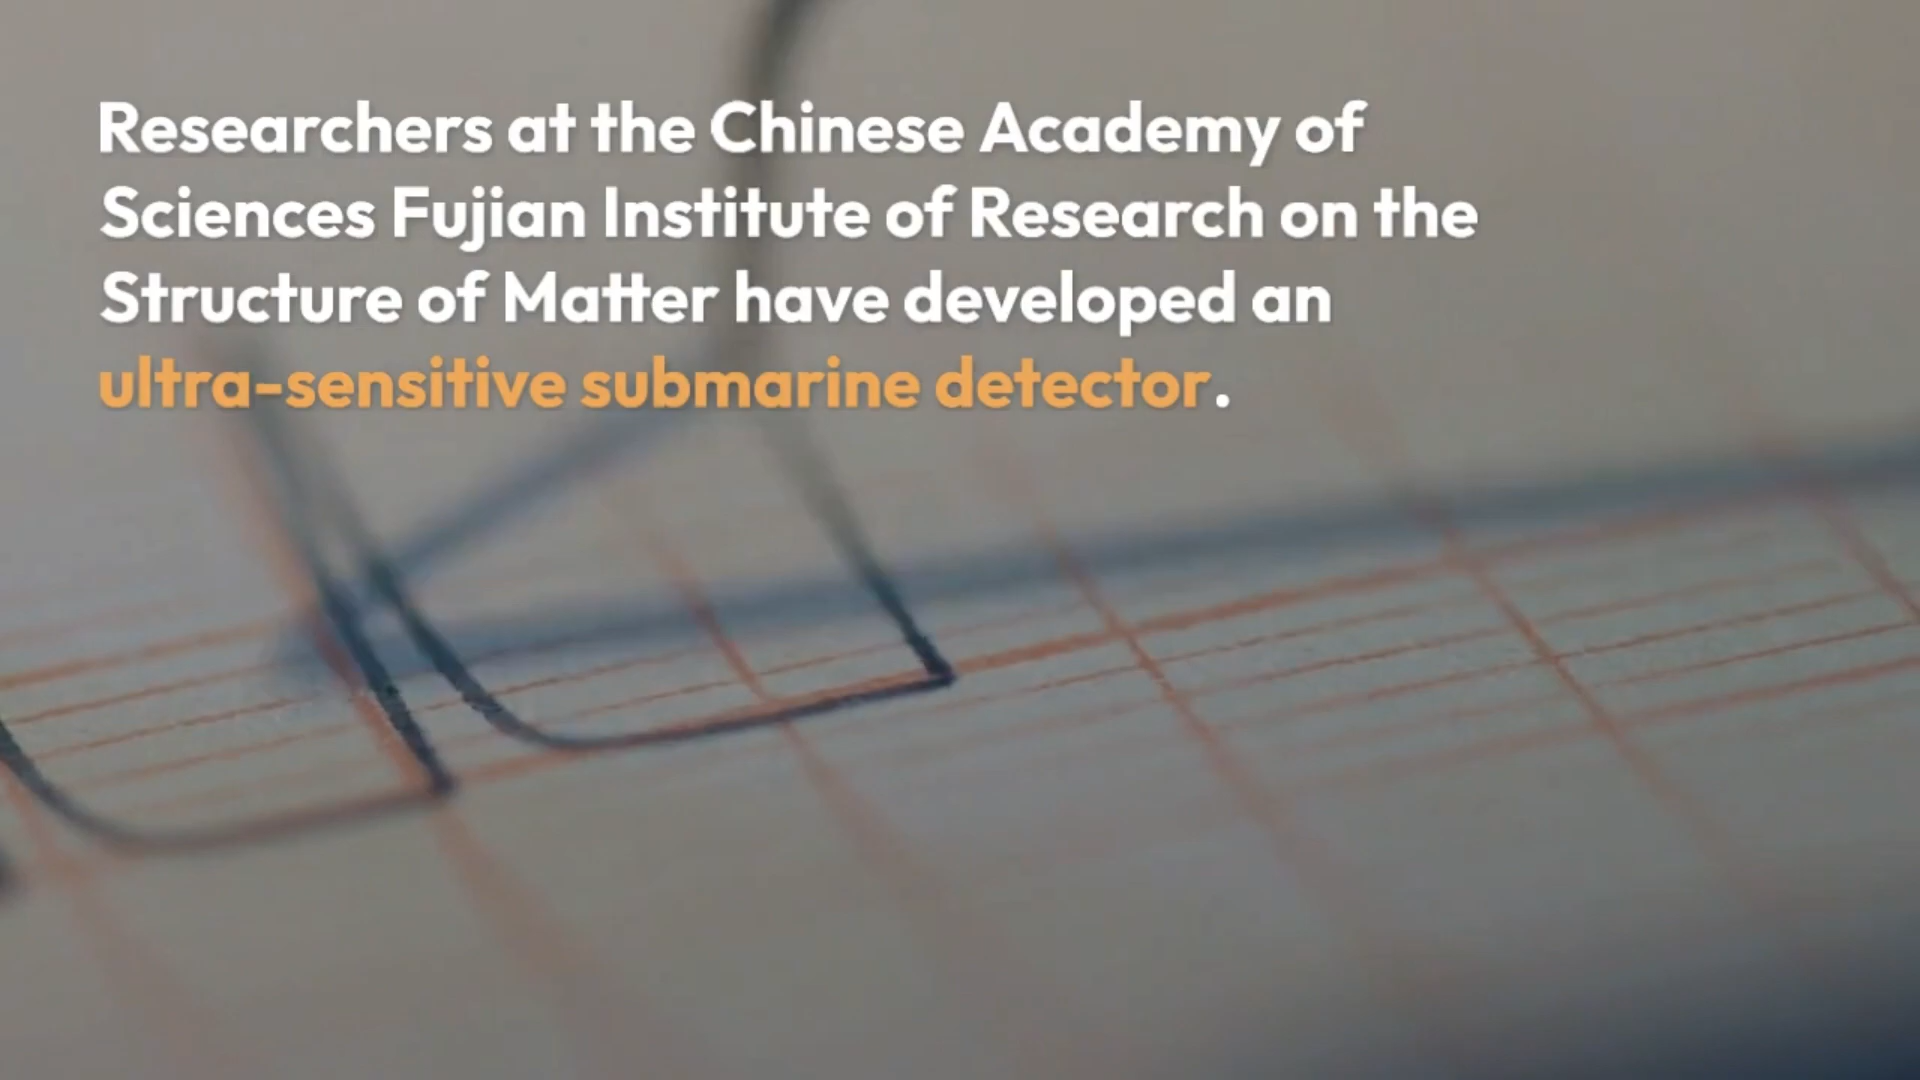 Researchers at the Chinese Academy of
Sciences Fujian Institute of Research on the
Structure of Matter have developed an
ultra-sensitive submarine detector.